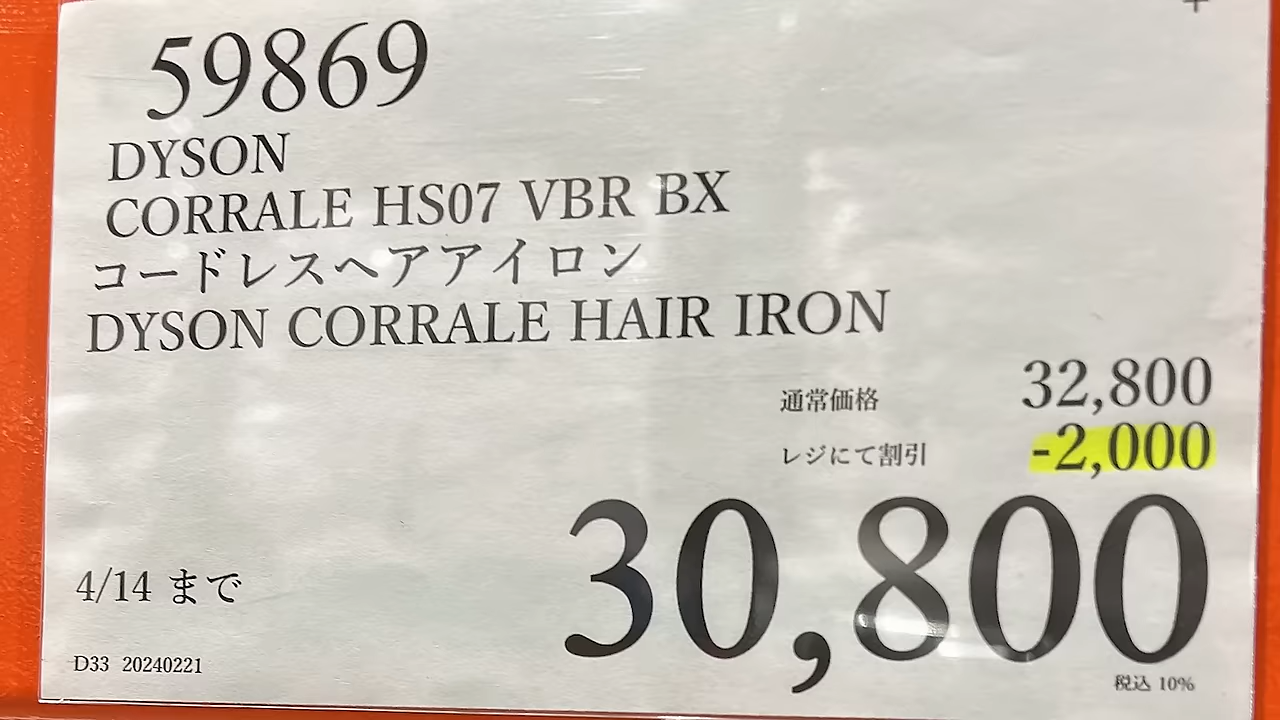 59869
DYSON
CORRALE HS07 VBR BX
コードレスヘアアイロン
DYSON CORRALE HAIR IRON
通常価格 32,800
レジにて割引 -2,000
30,800
4/14 まで
D33 20240221
税込 10%